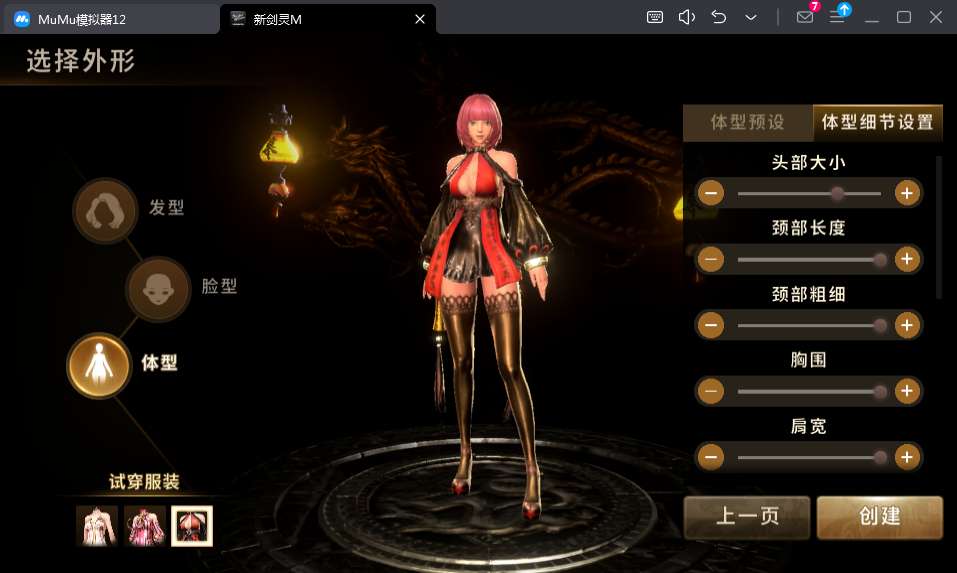 MuMu模拟器12
新剑灵M
7
选择外形
发型
脸型
体型
试穿服装
体型预设
体型细节设置
头部大小
颈部长度
颈部粗细
胸围
肩宽
上一页
创建